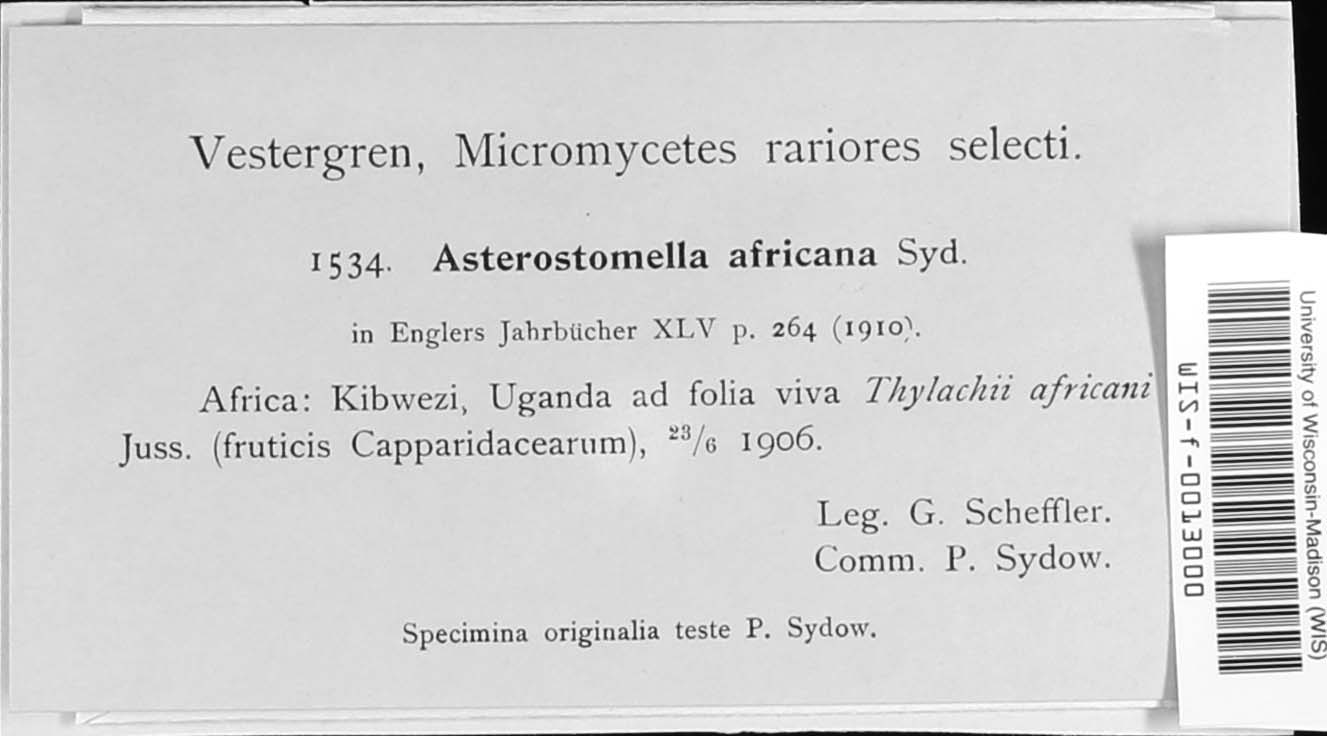 Vestergren, Micromycetes rariores selecti.
1534. Asterostomella africana Syd.
in Englers Jahrbücher XLV p. 264 (1910).
Africa: Kibwezi, Uganda ad folia viva Thylachii africani
Juss. (fruticis Capparidacearum), 23/6 1906.
Leg. G. Scheffler.
Comm. P. Sydow.
Specimina originalia teste P. Sydow.
WIS-f-0013000
University of Wisconsin-Madison (WIS)